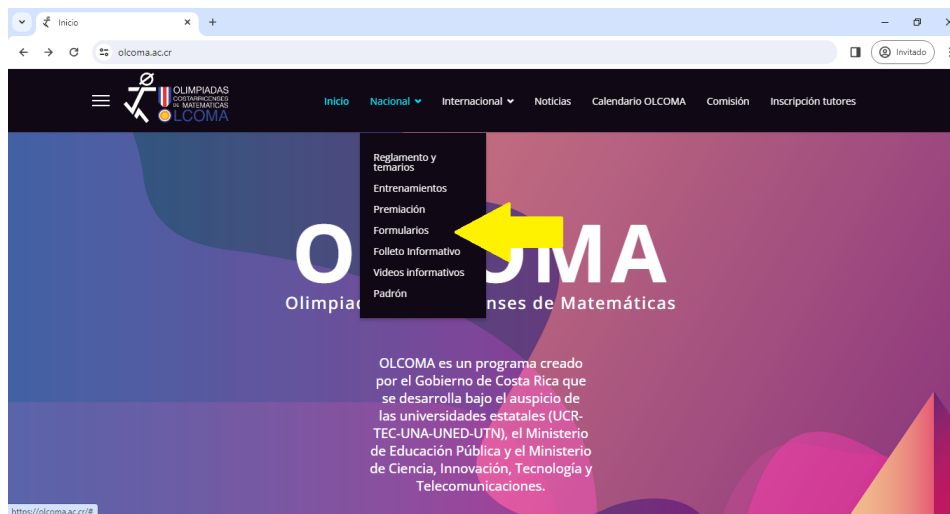 Inicio
olcoma.ac.cr
Invitado
OLIMPIADAS
COSTARRICENSES
DE MATEMÁTICAS
OLCOMA
Inicio
Nacional
Internacional
Noticias
Calendario OLCOMA
Comisión
Inscripción tutores
Reglamento y
temarios
Entrenamientos
Premiación
Formularios
Folleto Informativo
Videos informativos
Padrón
O MA
Olimpia nses de Matemáticas
OLCOMA es un programa creado
por el Gobierno de Costa Rica que
se desarrolla bajo el auspicio de
las universidades estatales (UCR-
TEC-UNA-UNED-UTN), el Ministerio
de Educación Pública y el Ministerio
de Ciencia, Innovación, Tecnología y
Telecomunicaciones.
https://olcoma.ac.cr/#